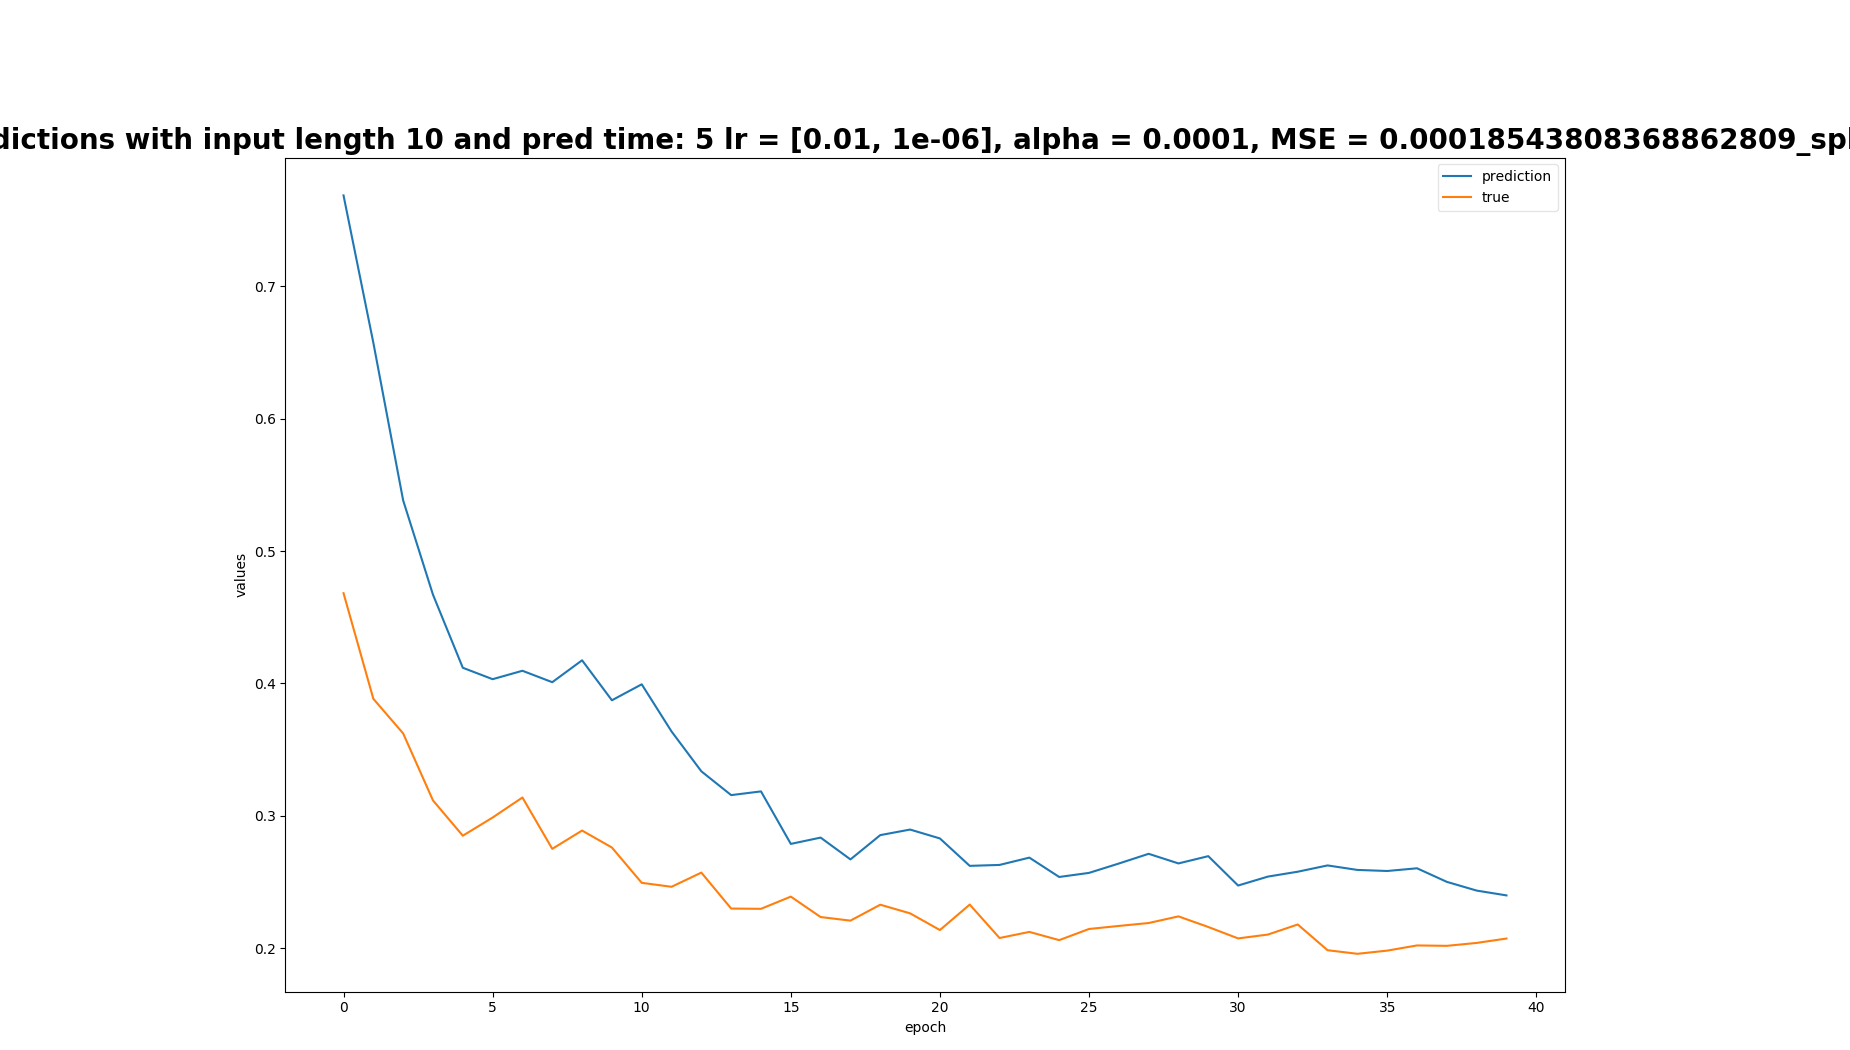 dictions with input length 10 and pred time: 5 lr = [0.01, 1e-06], alpha = 0.0001, MSE = 0.00018543808368862809_spl
prediction
true
0.7
0.6
0.5
0.4
0.3
0.2
values
0 5 10 15 20 25 30 35 40
epoch